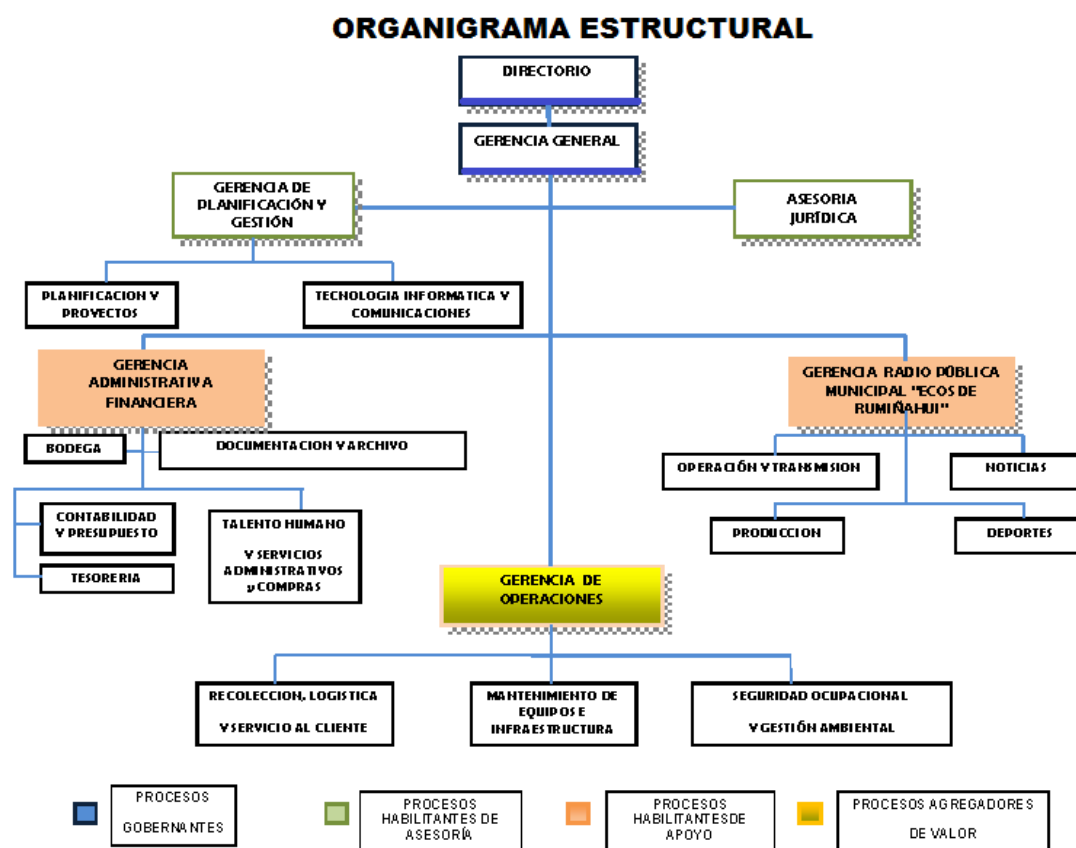 ORGANIGRAMA ESTRUCTURAL
DIRECTORIO
GERENCIA GENERAL
GERENCIA DE
PLANIFICACIÓN Y
GESTIÓN
ASESORIA
JURÍDICA
PLANIFICACION Y
PROYECTOS
TECNOLOGIA INFORMATICA Y
COMUNICACIONES
GERENCIA
ADMINISTRATIVA
FINANCIERA
GERENCIA RADIO PÚBLICA
MUNICIPAL "ECOS DE
RUMIÑAHUI"
BODEGA
DOCUMENTACION Y ARCHIVO
OPERACIÓN Y TRANSMISION
NOTICIAS
CONTABILIDAD
Y PRESUPUESTO
TALENTO HUMANO
Y SERVICIOS
ADMINISTRATIVOS
y COMPRAS
PRODUCCION
DEPORTES
TESORERIA
GERENCIA DE
OPERACIONES
RECOLECCION, LOGISTICA
Y SERVICIO AL CLIENTE
MANTENIMIENTO DE
EQUIPOS E
INFRAESTRUCTURA
SEGURIDAD OCUPACIONAL
Y GESTIÓN AMBIENTAL
PROCESOS
GOBERNANTES
PROCESOS
HABILITANTES DE
ASESORÍA
PROCESOS
HABILITANTES DE
APOYO
PROCESOS AGREGADORES
DE VALOR